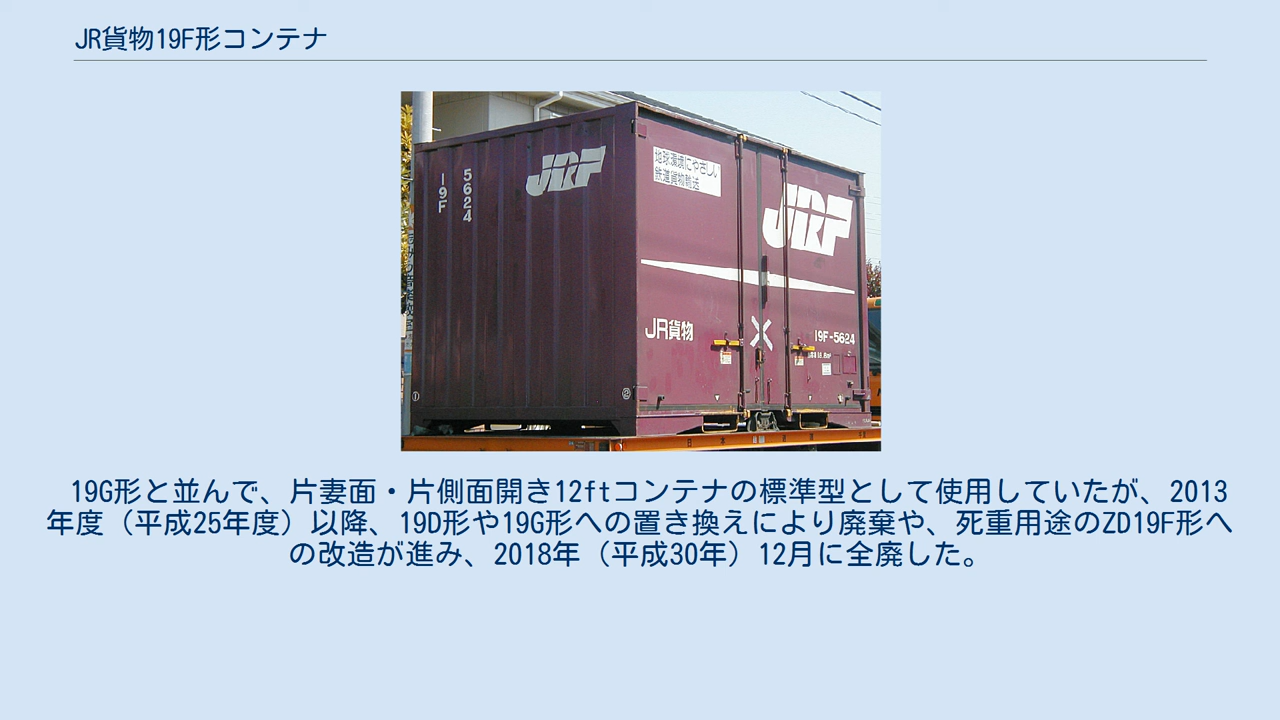 JR貨物19F形コンテナ
19F
5624
JRF
地球環境にやさしい
鉄道貨物輸送
JRF
JR貨物
19F-5624
①
②
日本
19G形と並んで、片妻面・片側面開き12ftコンテナの標準型として使用していたが、2013
年度（平成25年度）以降、19D形や19G形への置き換えにより廃棄や、死重用途のZD19F形へ
の改造が進み、2018年（平成30年）12月に全廃した。